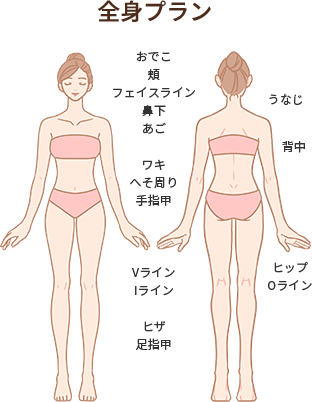 全身プラン
おでこ
頬
フェイスライン
鼻下
あご
うなじ
背中
ワキ
へそ周り
手指甲
Vライン
Iライン
ヒップ
Oライン
ヒザ
足指甲